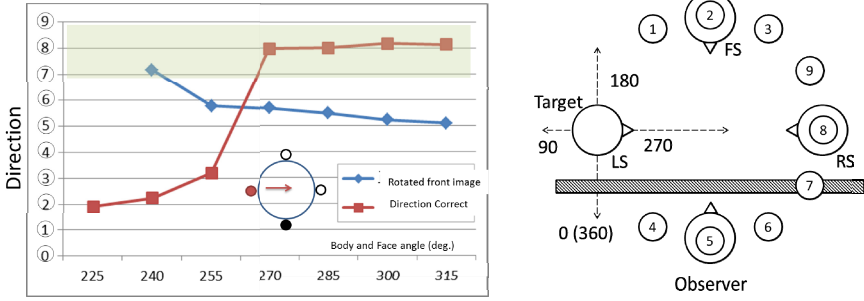 Direction
⑨
⑧
⑦
⑥
⑤
④
③
②
①
⓪
225 240 255 270 285 300 315
Rotated front image
Direction Correct
Body and Face angle (deg.)
1 2 3
FS
9
180
Target
90 270
LS
8
RS
7
0 (360)
4 5 6
Observer